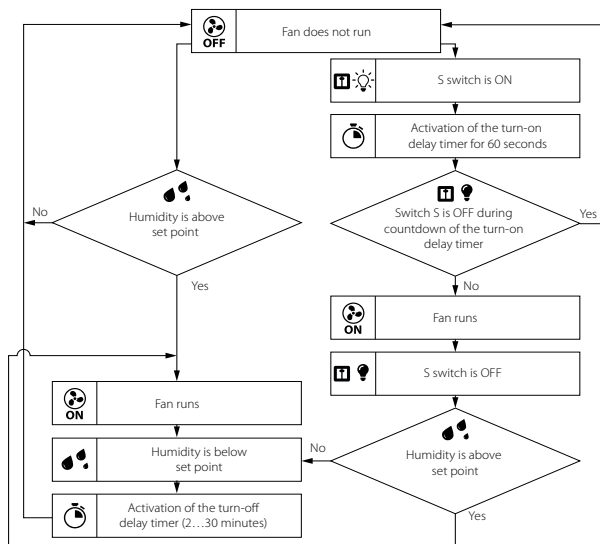 OFF
Fan does not run
S switch is ON
Activation of the turn-on
delay timer for 60 seconds
No
Humidity is above
set point
Switch S is OFF during
countdown of the turn-on
delay timer
Yes
Yes
No
ON
Fan runs
S switch is OFF
ON
Fan runs
Humidity is below
set point
No
Humidity is above
set point
Activation of the turn-off
delay timer (2...30 minutes)
Yes